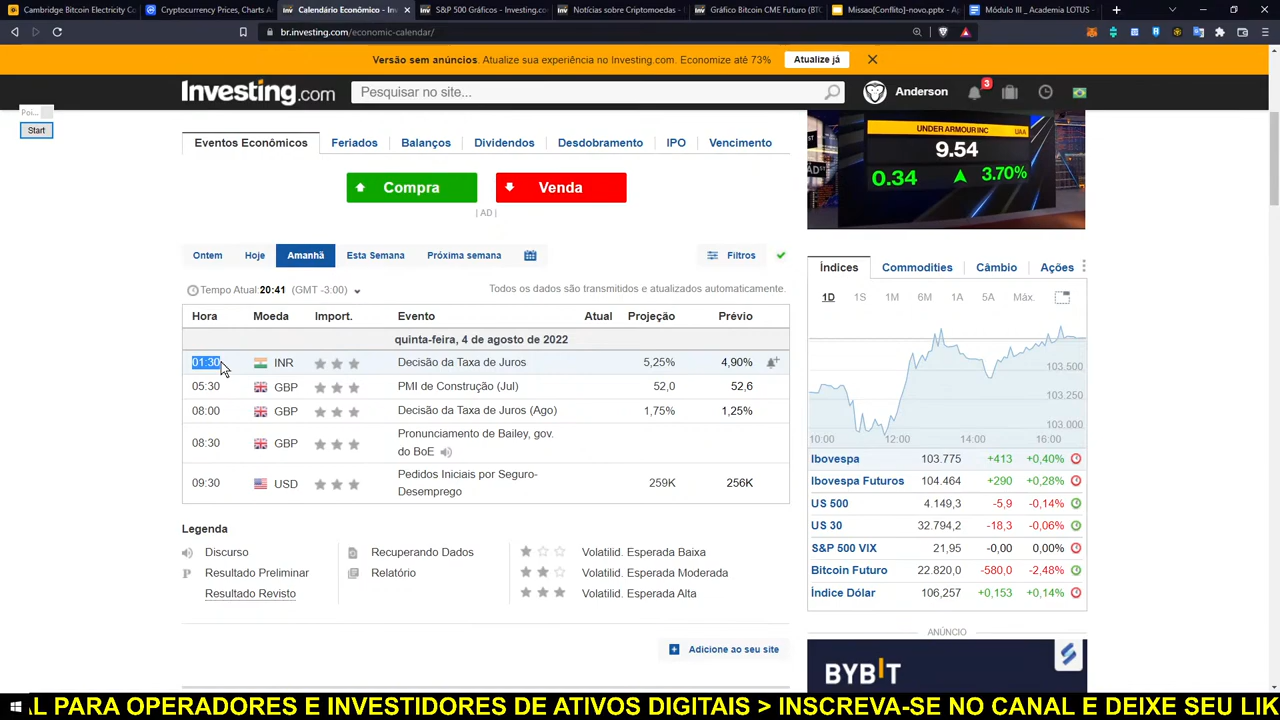 Cambridge Bitcoin Electricity Co
Cryptocurrency Prices, Charts A
Calendário Econômico - Inv
S&P 500 Gráficos - Investing.co
Notícias sobre Criptomoedas -
Gráfico Bitcoin CME Futuro (BTC
Missao[Conflito]-novo.pptx - Ap
Módulo III _ Academia LOTUS -
br.investing.com/economic-calendar/
Versão sem anúncios. Atualize sua experiência no Investing.com. Economize até 73%
Atualize já
Investing.com
Pesquisar no site...
Anderson
3
Poi...
Start
Eventos Econômicos
Feriados
Balanços
Dividendos
Desdobramento
IPO
Vencimento
UNDER ARMOUR INC
UAA
9.54
0.34 3.70%
Compra
Venda
| AD |
Ontem
Hoje
Amanhã
Esta Semana
Próxima semana
Filtros
Tempo Atual 20:41 (GMT -3:00)
Todos os dados são transmitidos e atualizados automaticamente.
Hora Moeda Import. Evento Atual Projeção Prévio
quinta-feira, 4 de agosto de 2022
01:30 INR Decisão da Taxa de Juros 5,25% 4,90%
05:30 GBP PMI de Construção (Jul) 52,0 52,6
08:00 GBP Decisão da Taxa de Juros (Ago) 1,75% 1,25%
08:30 GBP Pronunciamento de Bailey, gov.
do BoE
09:30 USD Pedidos Iniciais por Seguro-
Desemprego 259K 256K
Legenda
Discurso
Recuperando Dados
Volatilid. Esperada Baixa
P Resultado Preliminar
Relatório
Volatilid. Esperada Moderada
Resultado Revisto
Volatilid. Esperada Alta
Adicione ao seu site
Índices
Commodities
Câmbio
Ações
1D 1S 1M 6M 1A 5A Máx.
103.500
103.250
103.000
10:00 12:00 14:00 16:00
Ibovespa 103.775 +413 +0,40%
Ibovespa Futuros 104.464 +290 +0,28%
US 500 4.149,3 -5,9 -0,14%
US 30 32.794,2 -18,3 -0,06%
S&P 500 VIX 21,95 -0,00 0,00%
Bitcoin Futuro 22.820,0 -580,0 -2,48%
Índice Dólar 106,257 +0,153 +0,14%
ANÚNCIO
BYBIT
AL PARA OPERADORES E INVESTIDORES DE ATIVOS DIGITAIS > INSCREVA-SE NO CANAL E DEIXE SEU LIK